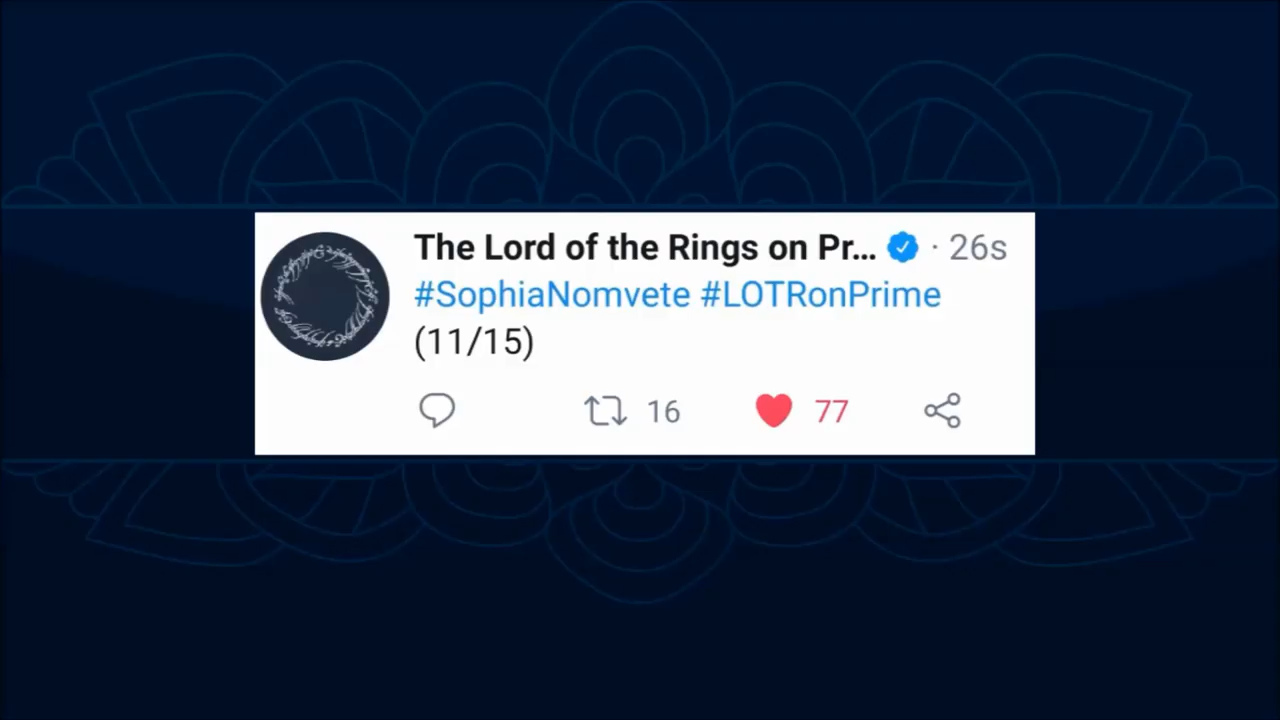 The Lord of the Rings on Pr... · 26s
#SophiaNomvete #LOTRonPrime
(11/15)
16 77